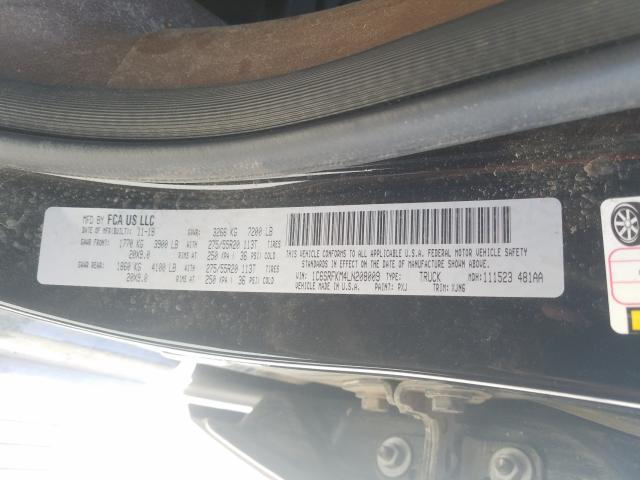 MFD BY FCA US LLC
DATE OF MFR(BUILT): 11-19 GVWR: 3266 KG 7200 LB
GAWR FRONT: 1770 KG 3900 LB WITH 275/55R20 113T TIRES
20X9.0 RIMS AT 250 KPA / 36 PSI COLD
GAWR REAR: 1860 KG 4100 LB WITH 275/55R20 113T TIRES
20X9.0 RIMS AT 250 KPA / 36 PSI COLD
THIS VEHICLE CONFORMS TO ALL APPLICABLE U.S.A. FEDERAL MOTOR VEHICLE SAFETY
STANDARDS IN EFFECT ON THE DATE OF MANUFACTURE SHOWN ABOVE.
VIN: 1C6SRFKM4LN208009 TYPE: TRUCK MDH: 111523 481AA
VEHICLE MADE IN: U.S.A. PAINT: PXJ TRIM: XJN6